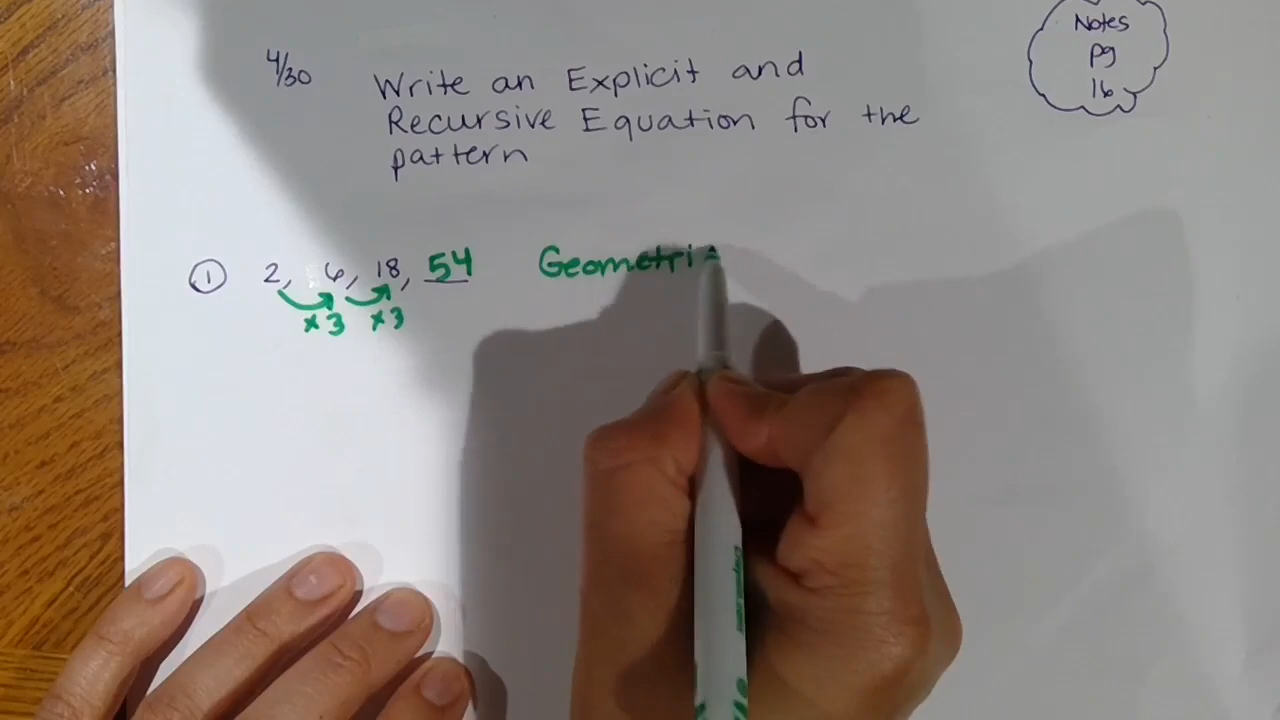 Notes
pg
16
4/30
Write an Explicit and
Recursive Equation for the
pattern
① 2, 6, 18, 54 Geometri
×3 ×3